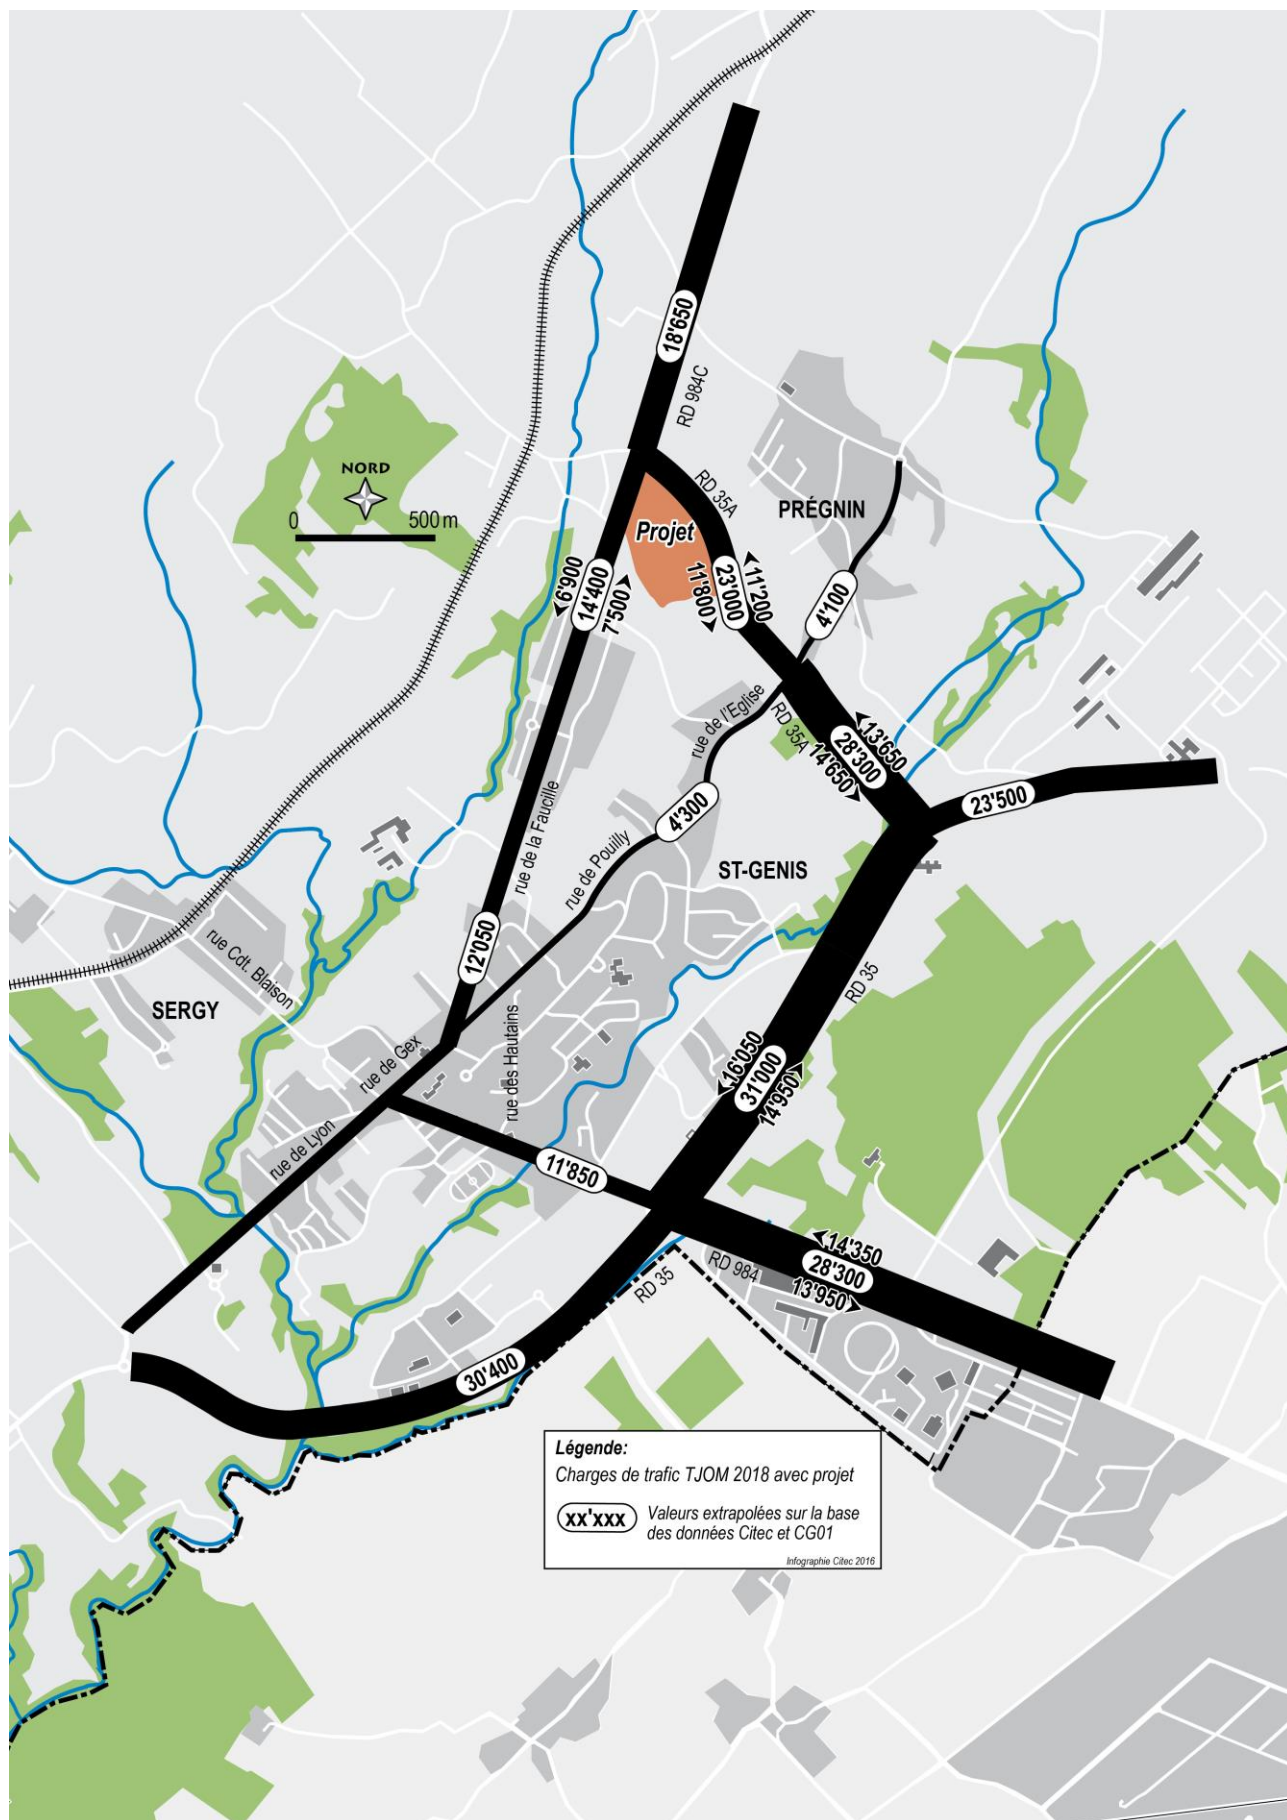 18'650
RD 984C
NORD
0 500 m
RD 35A
PRÉGNIN
Projet
6'900
14'400
7'500
11'200
23'000
11'800
4'100
rue de l'Eglise
RD 35A
13'650
28'300
14'650
23'500
rue de la Faucille
4'300
rue de Pouilly
ST-GENIS
12'050
rue Cdt. Blaison
SERGY
RD 35
rue de Gex
rue des Hautains
16'050
31'000
14'950
rue de Lyon
11'850
14'350
28'300
13'950
RD 984
RD 35
30'400
Légende:
Charges de trafic TJOM 2018 avec projet
xx'xxx Valeurs extrapolées sur la base
des données Citec et CG01
Infographie Citec 2016